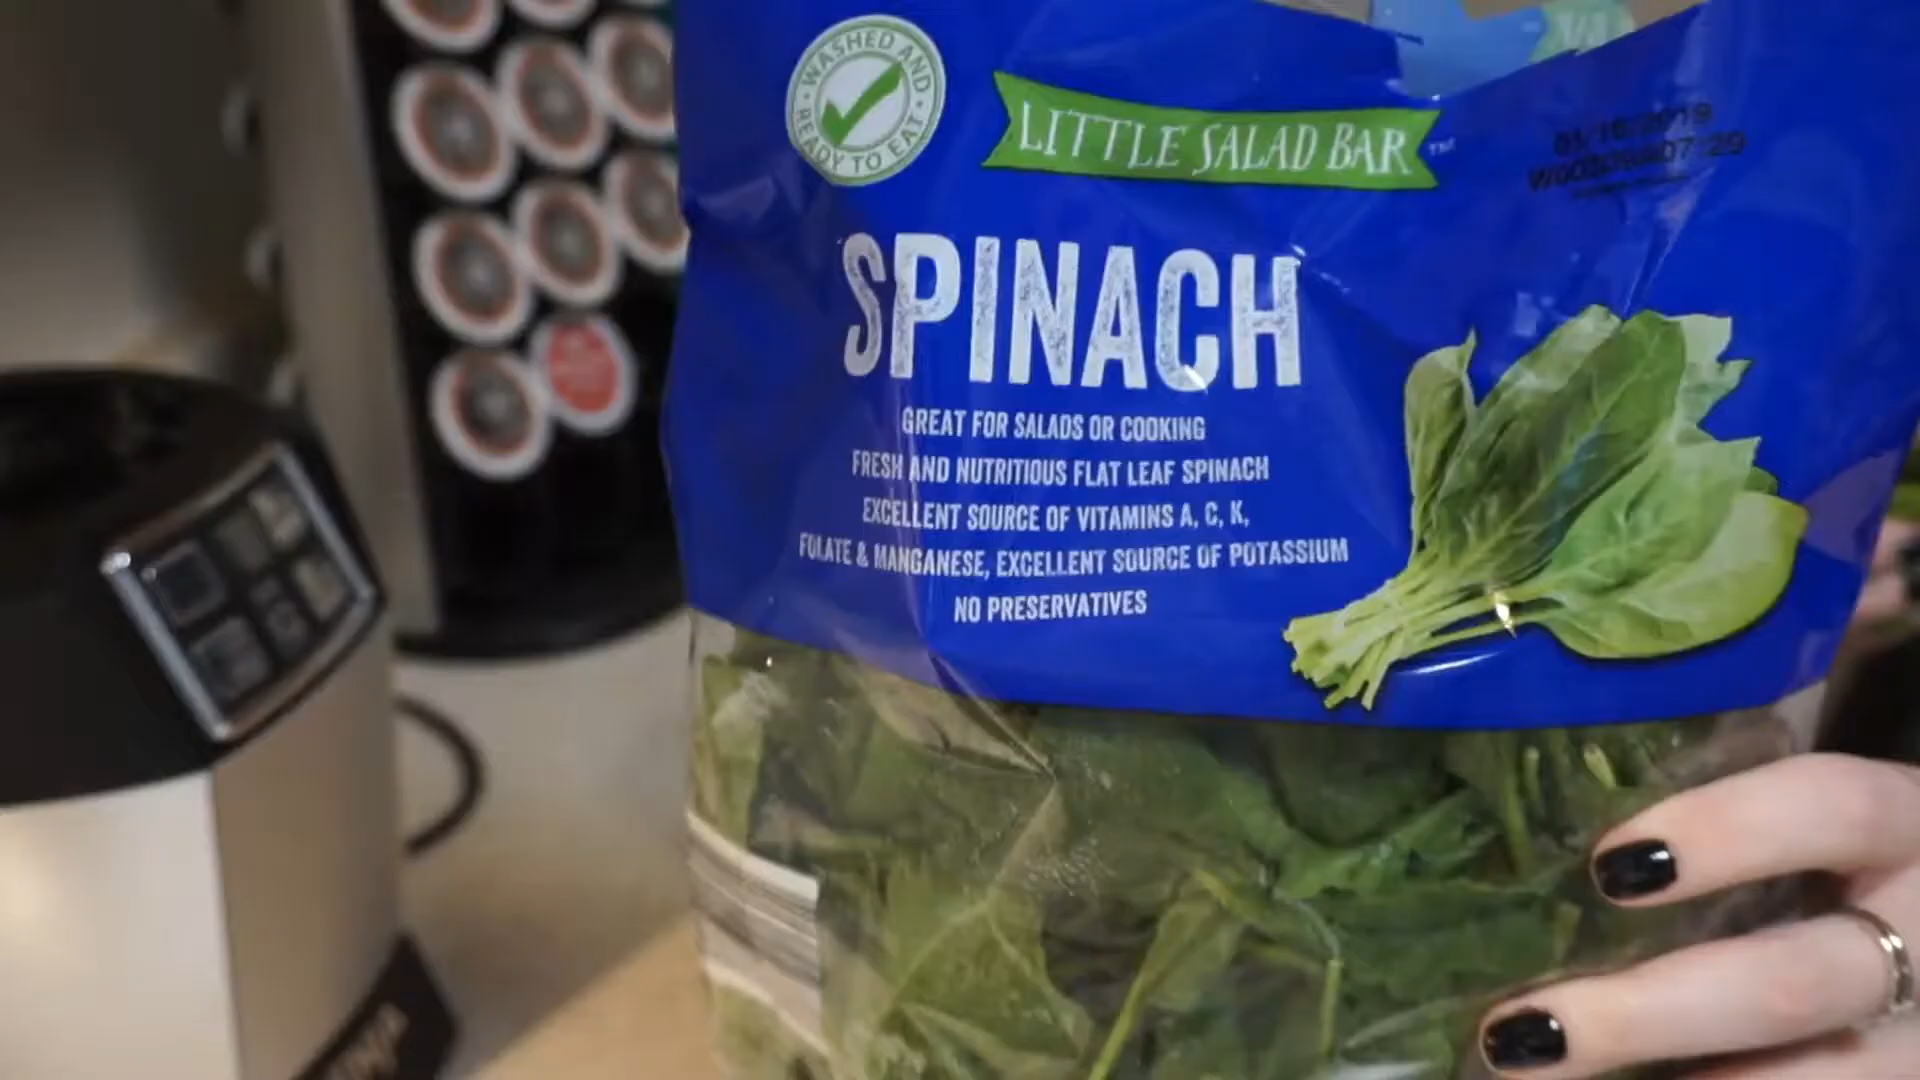 WASHED AND
READY TO EAT
LITTLE SALAD BAR™
SPINACH
GREAT FOR SALADS OR COOKING
FRESH AND NUTRITIOUS FLAT LEAF SPINACH
EXCELLENT SOURCE OF VITAMINS A, C, K,
FOLATE & MANGANESE, EXCELLENT SOURCE OF POTASSIUM
NO PRESERVATIVES